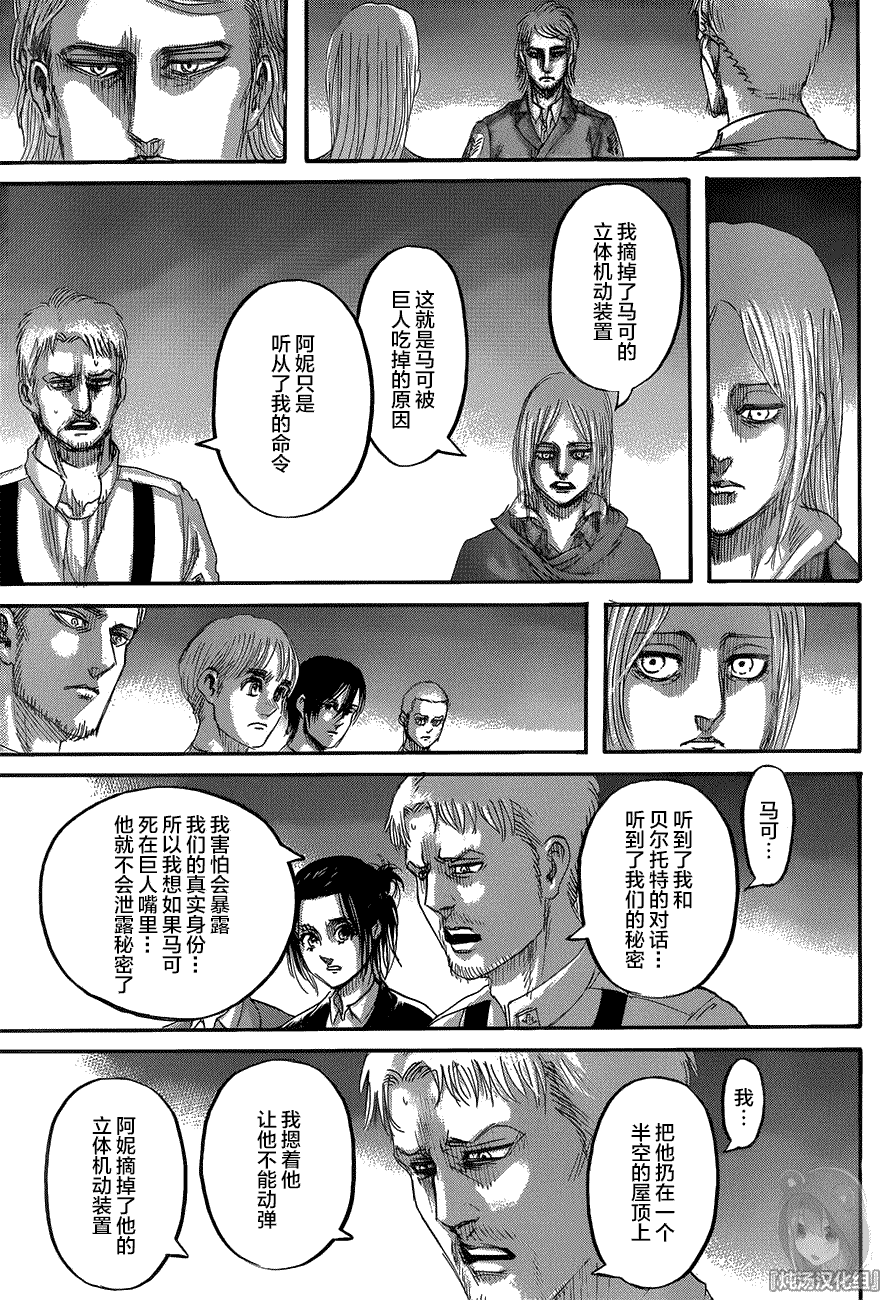 我摘掉了马可的
立体机动装置
这就是马可被
巨人吃掉的原因
阿妮只是
听从了我的命令
马可…
听到了我和
贝尔托特的对话…
听到了我们的秘密
我害怕会暴露
我们的真实身份…
所以我想如果马可
死在巨人嘴里…
他就不会泄露秘密了
我…
把他扔在一个
半空的屋顶上
我摁着他
让他不能动弹
阿妮摘掉了他的
立体机动装置
『炖汤汉化组』